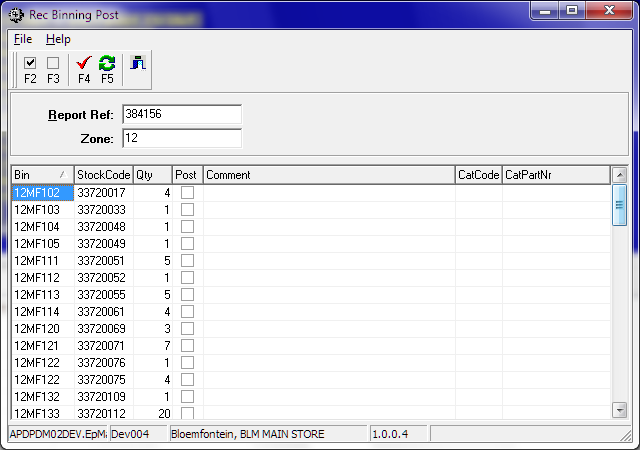 Rec Binning Post
File Help
F2 F3 F4 F5
Report Ref: 384156
Zone: 12
Bin StockCode Qty Post Comment CatCode CatPartNr
12MF102 33720017 4
12MF103 33720033 1
12MF104 33720048 1
12MF105 33720049 1
12MF111 33720051 5
12MF112 33720052 1
12MF113 33720055 5
12MF114 33720061 4
12MF120 33720069 3
12MF121 33720071 7
12MF122 33720076 1
12MF122 33720075 4
12MF132 33720109 1
12MF133 33720112 20
APDPDM02DEV.EpM Dev004 Bloemfontein, BLM MAIN STORE 1.0.0.4